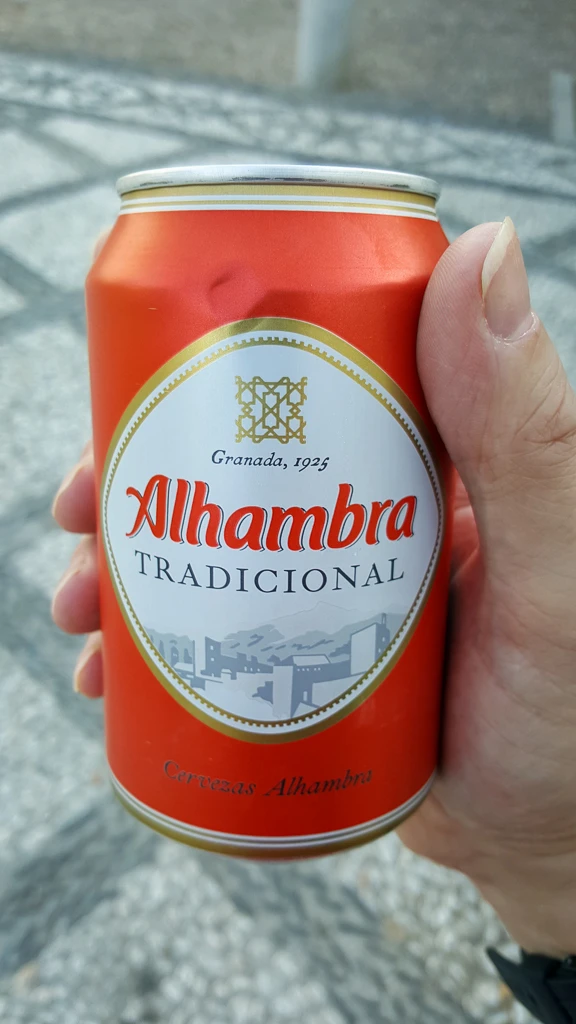 Granada, 1925
Alhambra
TRADICIONAL
Cervezas Alhambra